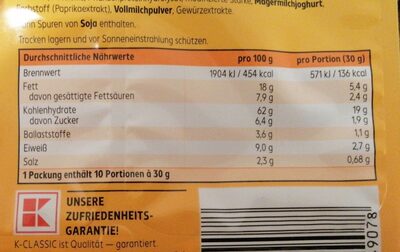 Magermilchjoghurt,
Farbstoff (Paprikaextrakt), Vollmilchpulver, Gewürzextrakte.
Kann Spuren von Soja enthalten.
Trocken lagern und vor Sonneneinstrahlung schützen.
Durchschnittliche Nährwerte pro 100 g pro Portion (30 g)
Brennwert 1904 kJ / 454 kcal 571 kJ / 136 kcal
Fett 18 g 5,4 g
davon gesättigte Fettsäuren 7,9 g 2,4 g
Kohlenhydrate 62 g 19 g
davon Zucker 6,4 g 1,9 g
Ballaststoffe 3,6 g 1,1 g
Eiweiß 9,0 g 2,7 g
Salz 2,3 g 0,68 g
1 Packung enthält 10 Portionen à 30 g
UNSERE
ZUFRIEDENHEITS-
GARANTIE!
K-CLASSIC ist Qualität — garantiert.
9078